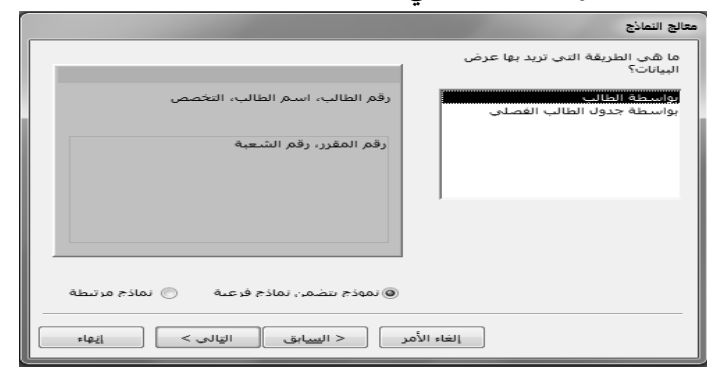 معالج النماذج
ما هي الطريقة التي تريد بها عرض
البيانات؟
بواسطة الطالب
بواسطة جدول الطالب الفصلي
رقم الطالب، اسم الطالب، التخصص
رقم المقرر، رقم الشعبة
نموذج يتضمن نماذج فرعية
نماذج مرتبطة
إلغاء الأمر
< السابق
التالي >
إنهاء